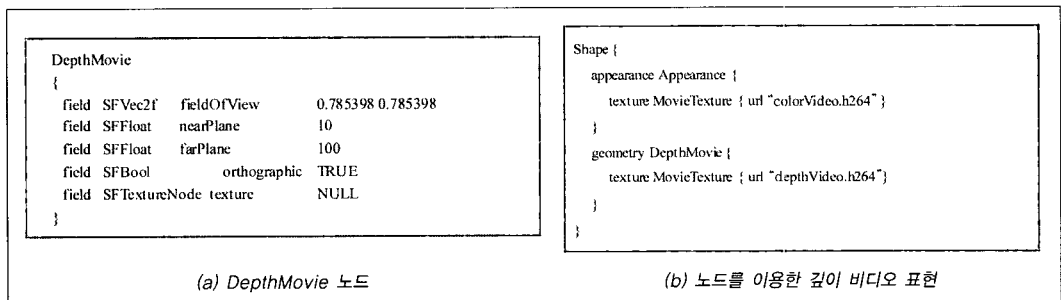 DepthMovie
{
field SFVec2f fieldOfView 0.785398 0.785398
field SFFloat nearPlane 10
field SFFloat farPlane 100
field SFBool orthographic TRUE
field SFTextureNode texture NULL
}
(a) DepthMovie 노드
Shape {
appearance Appearance {
texture MovieTexture { url "colorVideo.h264" }
}
geometry DepthMovie {
texture MovieTexture { url "depthVideo.h264"}
}
}
(b) 노드를 이용한 깊이 비디오 표현